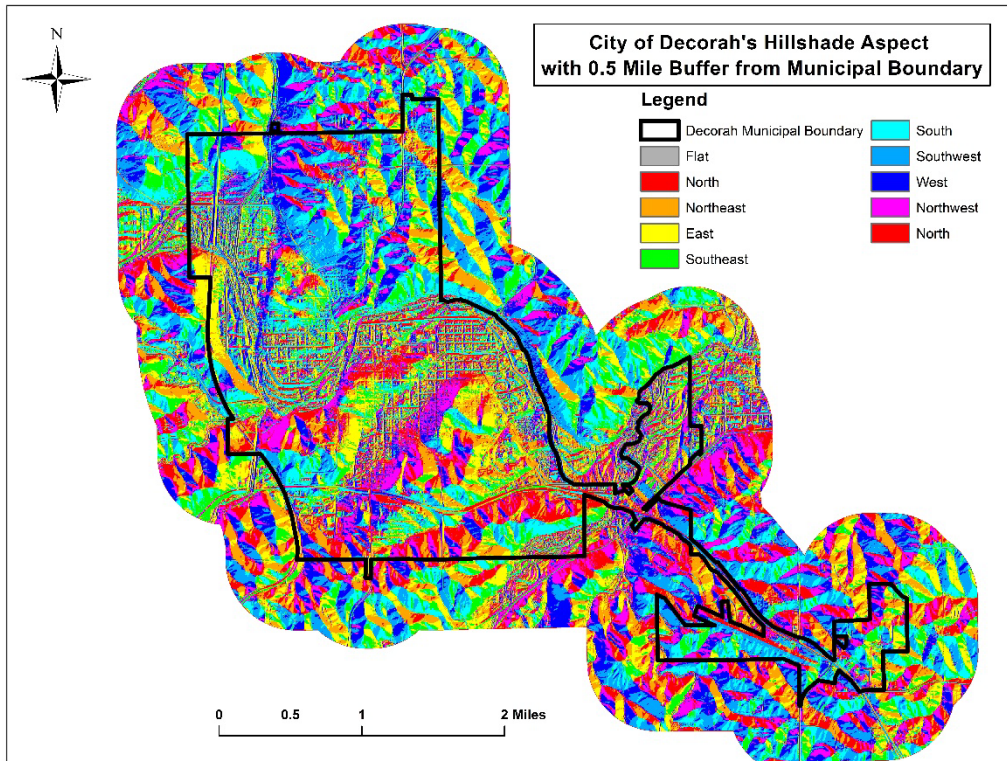 N
City of Decorah's Hillshade Aspect
with 0.5 Mile Buffer from Municipal Boundary
Legend
Decorah Municipal Boundary
Flat
North
Northeast
East
Southeast
South
Southwest
West
Northwest
North
0 0.5 1 2 Miles